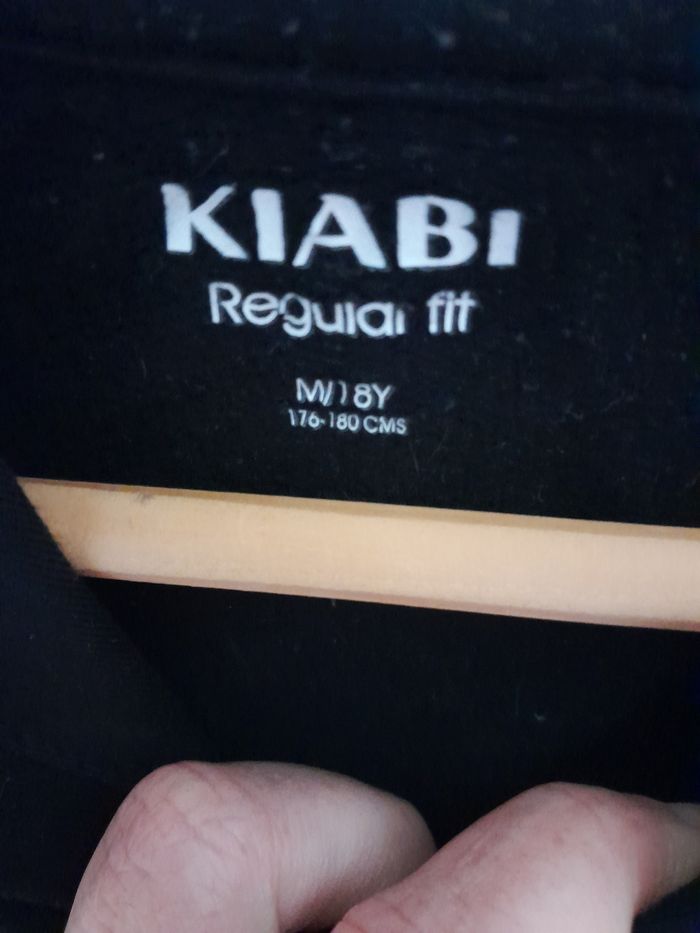 KIABI
Regular fit
M/18Y
176-180 CMS